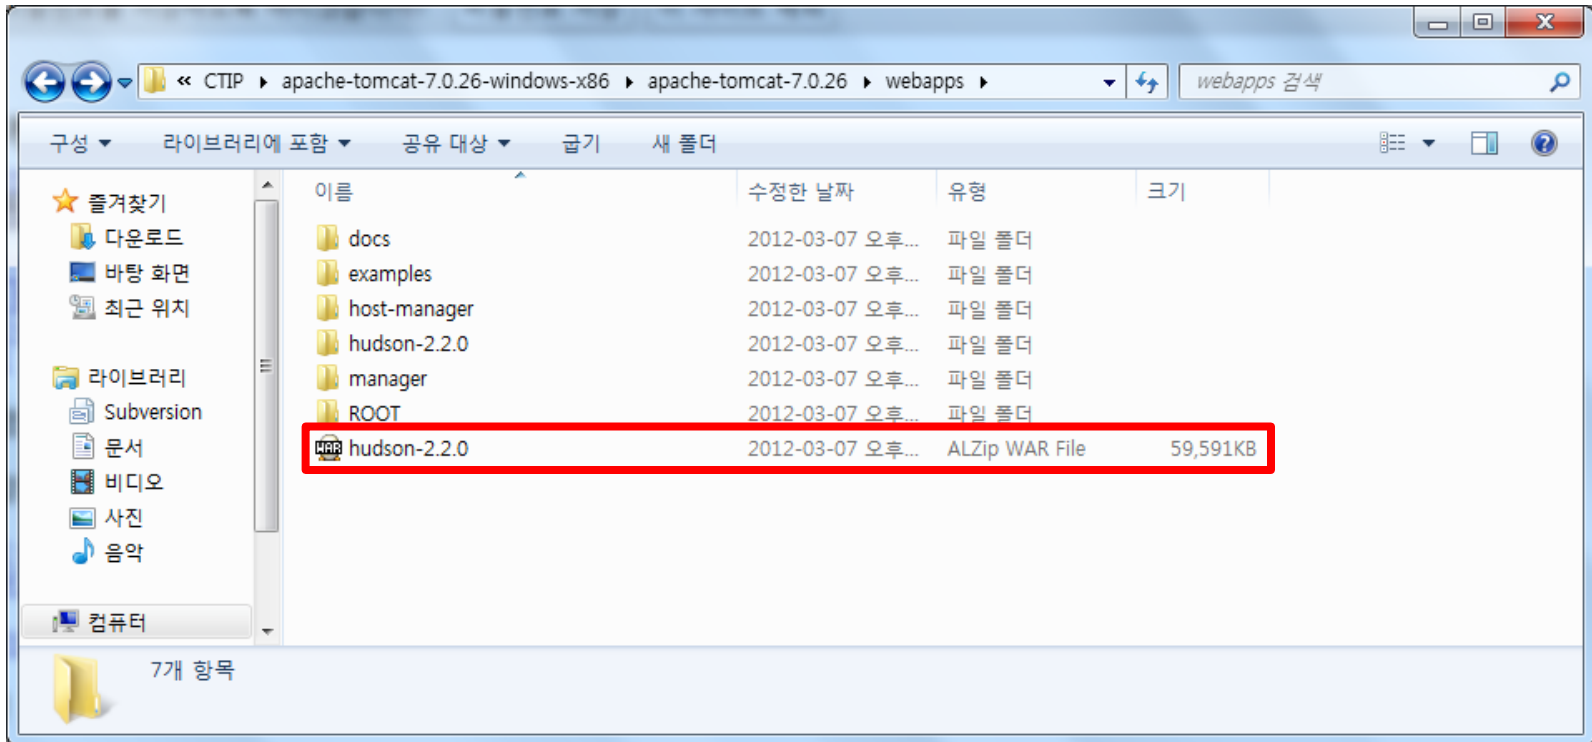 « CTIP ▸ apache-tomcat-7.0.26-windows-x86 ▸ apache-tomcat-7.0.26 ▸ webapps ▸
webapps 검색
구성 라이브러리에 포함 공유 대상 굽기 새 폴더
즐겨찾기
다운로드
바탕 화면
최근 위치
라이브러리
Subversion
문서
비디오
사진
음악
컴퓨터
이름 수정한 날짜 유형 크기
docs 2012-03-07 오후... 파일 폴더
examples 2012-03-07 오후... 파일 폴더
host-manager 2012-03-07 오후... 파일 폴더
hudson-2.2.0 2012-03-07 오후... 파일 폴더
manager 2012-03-07 오후... 파일 폴더
ROOT 2012-03-07 오후... 파일 폴더
hudson-2.2.0 2012-03-07 오후... ALZip WAR File 59,591KB
7개 항목